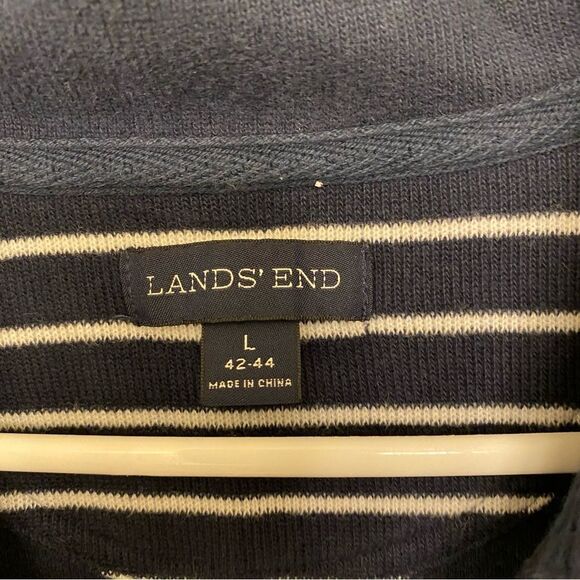 LANDS' END
L
42-44
MADE IN CHINA